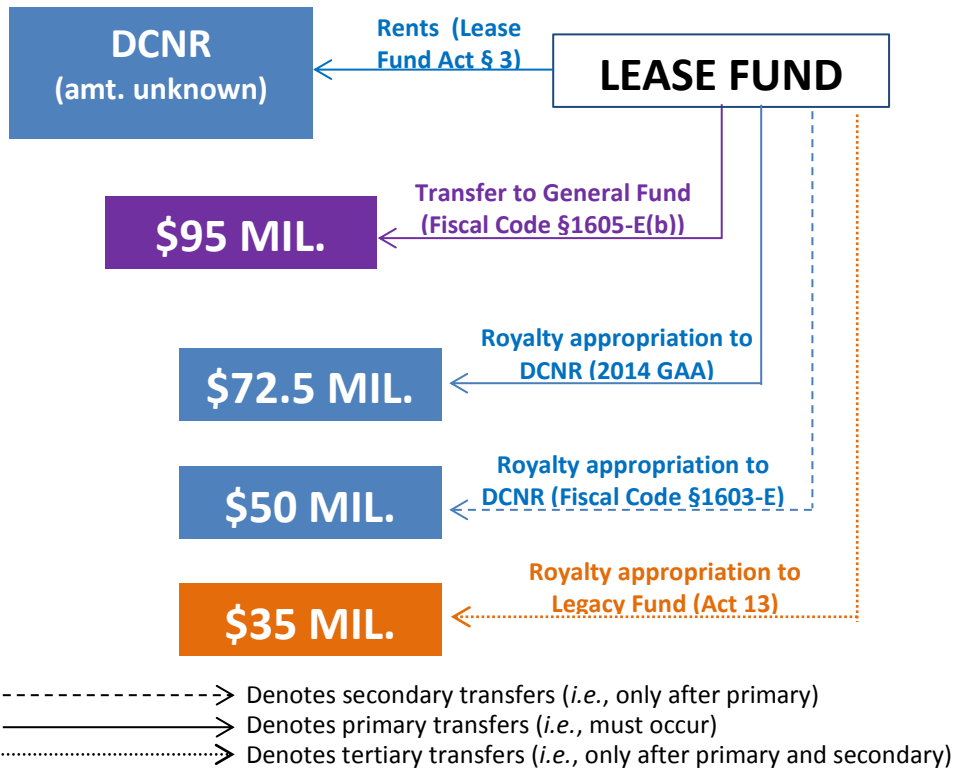 DCNR
(amt. unknown)
Rents (Lease
Fund Act § 3)
LEASE FUND
Transfer to General Fund
(Fiscal Code §1605-E(b))
$95 MIL.
Royalty appropriation to
DCNR (2014 GAA)
$72.5 MIL.
Royalty appropriation to
DCNR (Fiscal Code §1603-E)
$50 MIL.
Royalty appropriation to
Legacy Fund (Act 13)
$35 MIL.
Denotes secondary transfers (i.e., only after primary)
Denotes primary transfers (i.e., must occur)
Denotes tertiary transfers (i.e., only after primary and secondary)